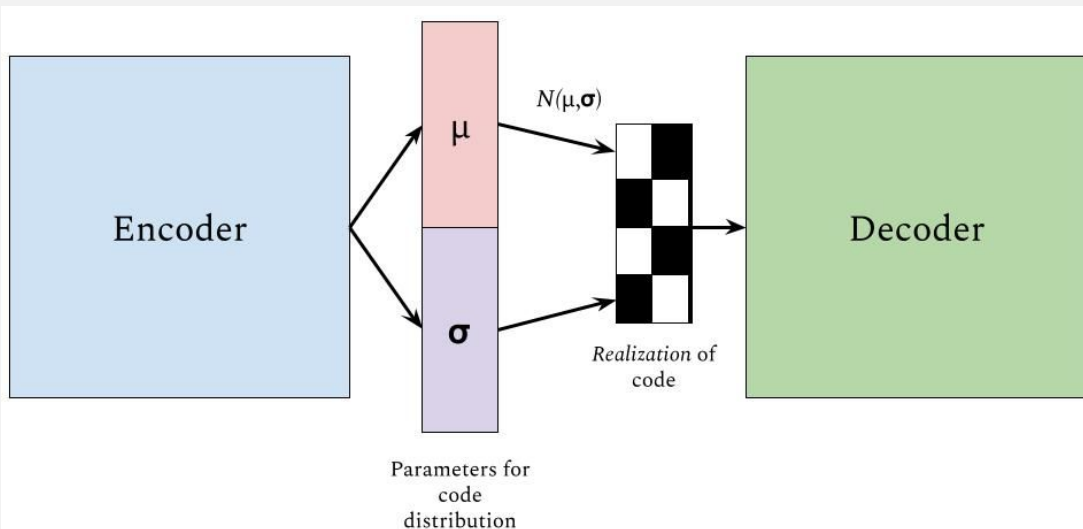 Encoder
μ
σ
Parameters for
code
distribution
N(μ,σ)
Realization of
code
Decoder